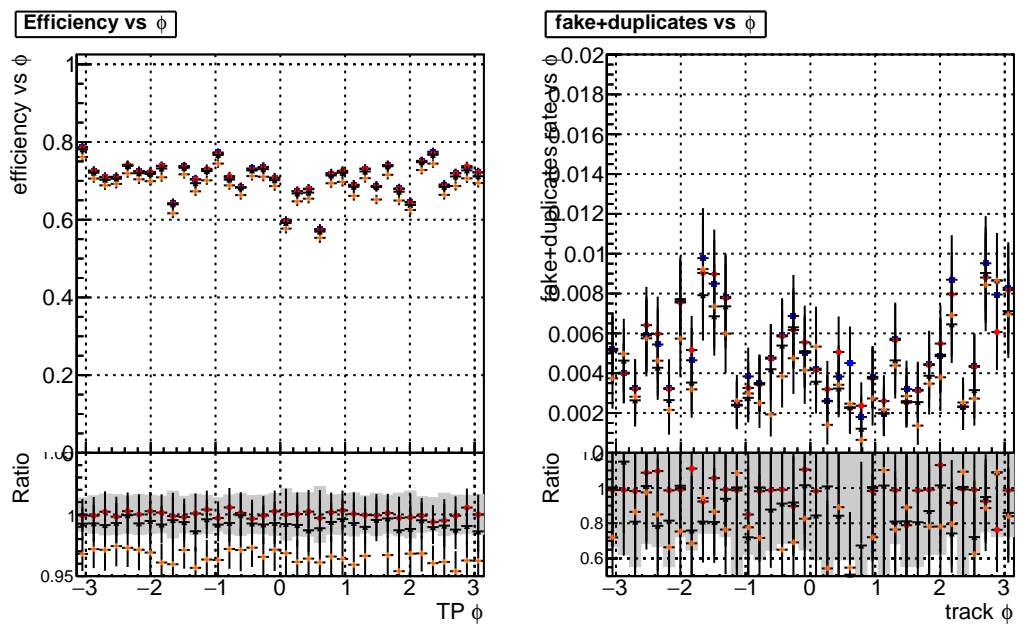 Efficiency vs ϕ
efficiency vs ϕ
1
0.8
0.6
0.4
0.2
0
Ratio
1
0.95
−3 −2 −1 0 1 2 3
TP ϕ
fake+duplicates vs ϕ
fake+duplicates rate vs ϕ
0.02
0.018
0.016
0.014
0.012
0.01
0.008
0.006
0.004
0.002
0
Ratio
1
0.8
0.6
−3 −2 −1 0 1 2 3
track ϕ